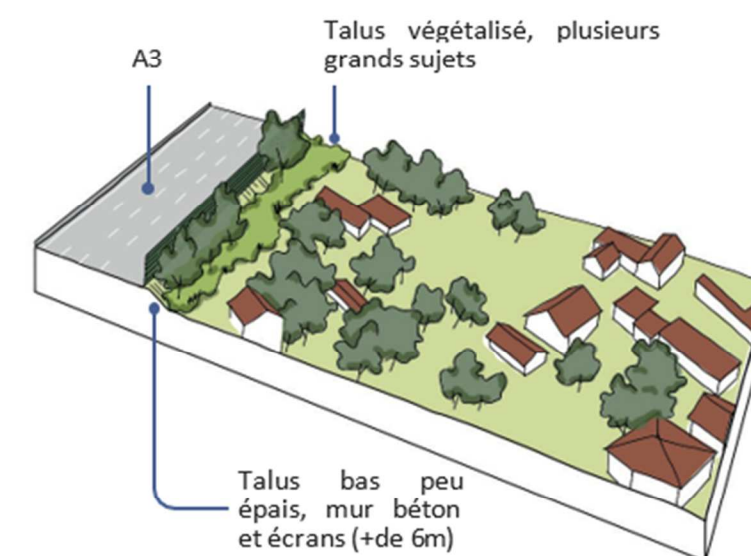 Talus végétalisé, plusieurs
grands sujets
A3
Talus bas peu
épais, mur béton
et écrans (+de 6m)